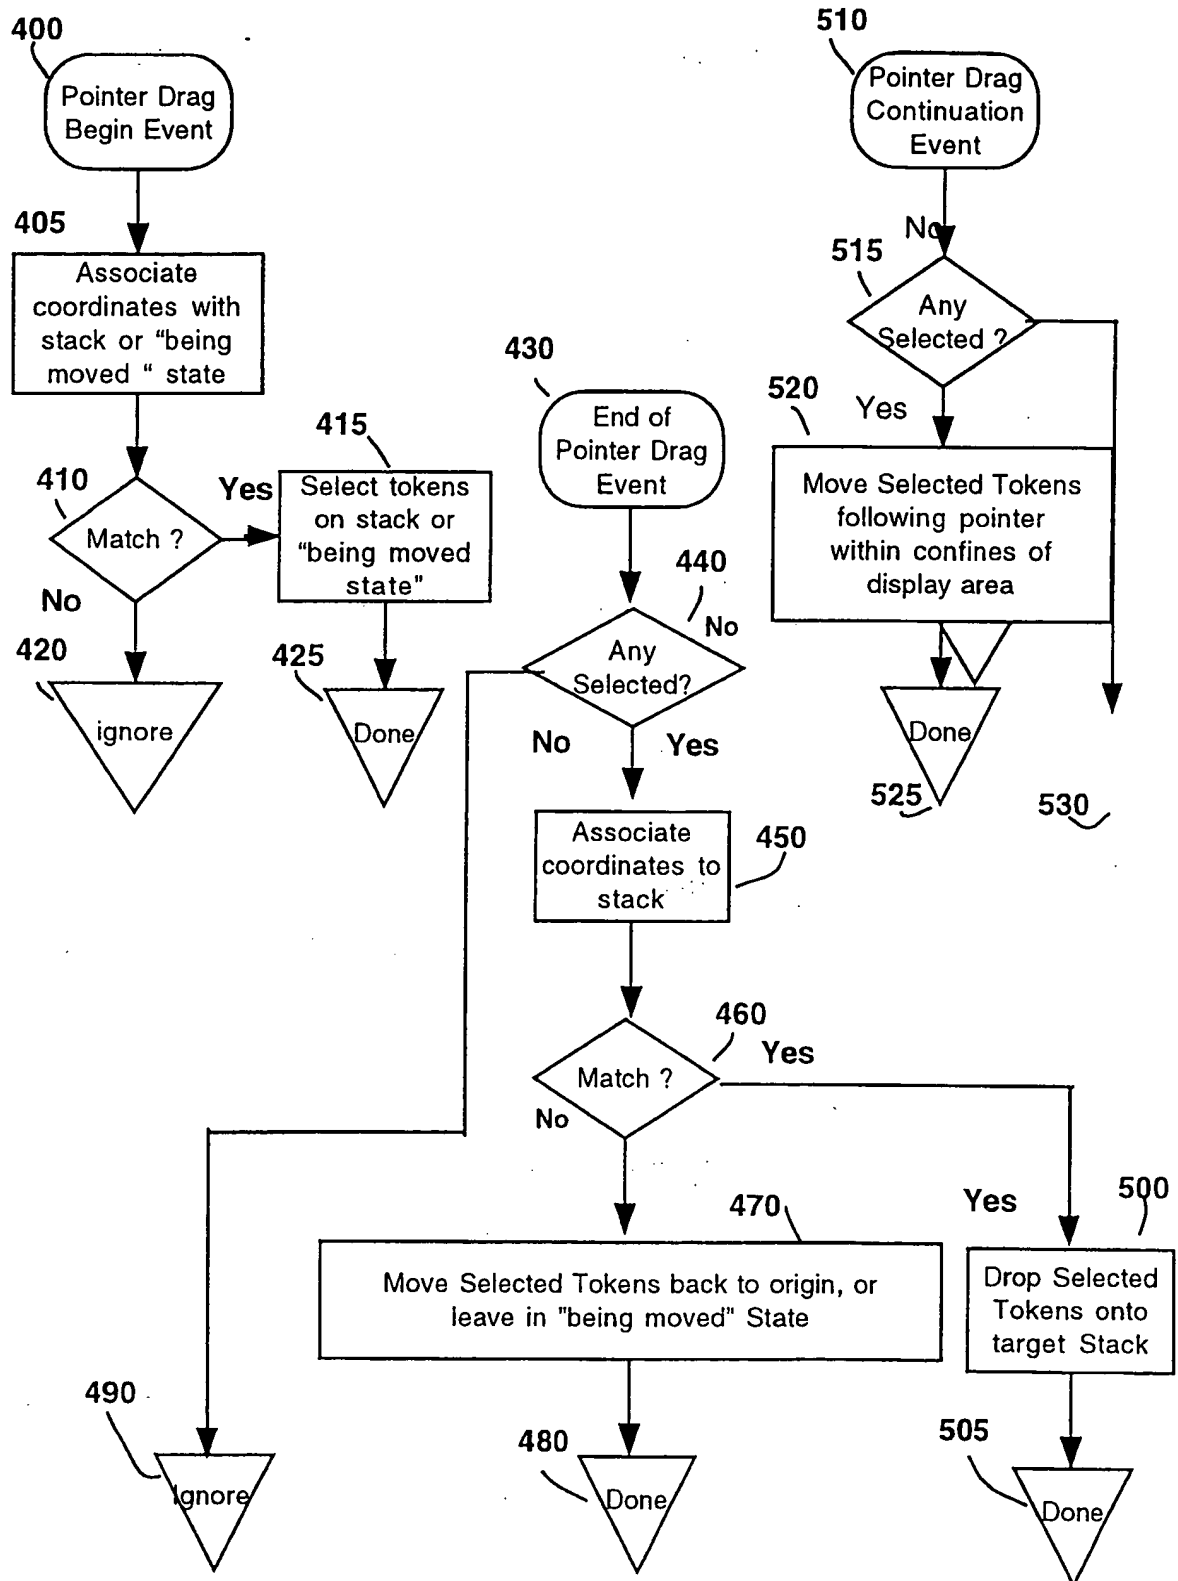 400
Pointer Drag
Begin Event
405
Associate
coordinates with
stack or "being
moved " state
410
Match ?
Yes
No
415
Select tokens
on stack or
"being moved
state"
420
ignore
425
Done
430
End of
Pointer Drag
Event
440
No
Any
Selected?
No
Yes
Associate
coordinates to
stack
450
460
Match ?
Yes
No
470
Move Selected Tokens back to origin, or
leave in "being moved" State
480
Done
490
Ignore
Yes
500
Drop Selected
Tokens onto
target Stack
505
Done
510
Pointer Drag
Continuation
Event
No
515
Any
Selected ?
520
Yes
Move Selected Tokens
following pointer
within confines of
display area
Done
525
530